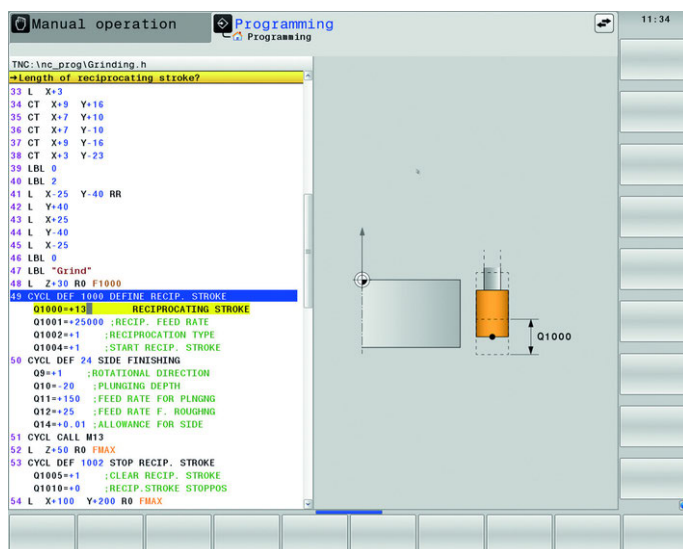 Manual operation
Programming
Programming
11:34
TNC:\nc_prog\Grinding.h
→Length of reciprocating stroke?
33 L X+3
34 CT X+9 Y+16
35 CT X+7 Y+10
36 CT X+7 Y-10
37 CT X+9 Y-16
38 CT X+3 Y-23
39 LBL 0
40 LBL 2
41 L X-25 Y-40 RR
42 L Y+40
43 L X+25
44 L Y-40
45 L X-25
46 LBL 0
47 LBL "Grind"
48 L Z+30 R0 F1000
49 CYCL DEF 1000 DEFINE RECIP. STROKE
Q1000=+13 RECIPROCATING STROKE
Q1001=+25000 ;RECIP. FEED RATE
Q1002=+1 ;RECIPROCATION TYPE
Q1004=+1 ;START RECIP. STROKE
50 CYCL DEF 24 SIDE FINISHING
Q9=+1 ;ROTATIONAL DIRECTION
Q10=-20 ;PLUNGING DEPTH
Q11=+150 ;FEED RATE FOR PLNGNG
Q12=+25 ;FEED RATE F. ROUGHNG
Q14=+0.01 ;ALLOWANCE FOR SIDE
51 CYCL CALL M13
52 L Z+50 R0 FMAX
53 CYCL DEF 1002 STOP RECIP. STROKE
Q1005=+1 ;CLEAR RECIP. STROKE
Q1010=+0 ;RECIP.STROKE STOPPOS
54 L X+100 Y+200 R0 FMAX
Q1000